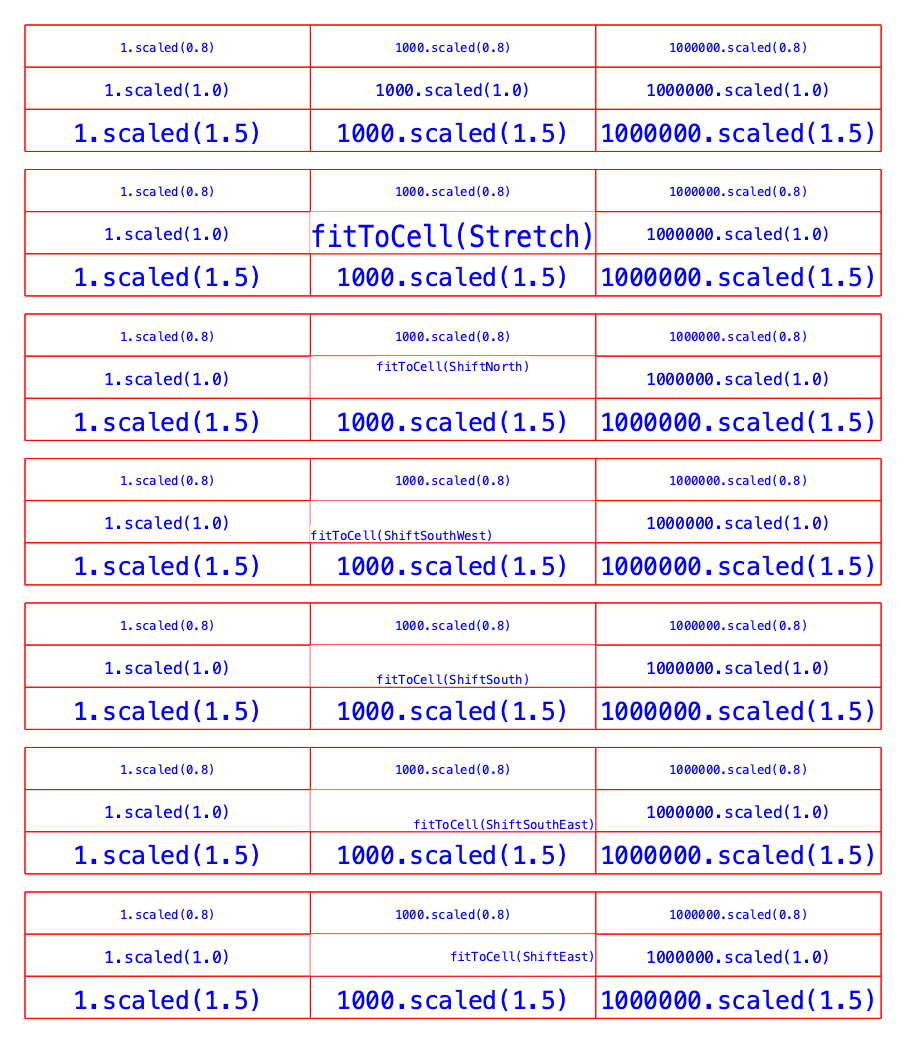 1.scaled(0.8) 1000.scaled(0.8) 1000000.scaled(0.8)
1.scaled(1.0) 1000.scaled(1.0) 1000000.scaled(1.0)
1.scaled(1.5) 1000.scaled(1.5) 1000000.scaled(1.5)
1.scaled(0.8) 1000.scaled(0.8) 1000000.scaled(0.8)
1.scaled(1.0) fitToCell(Stretch) 1000000.scaled(1.0)
1.scaled(1.5) 1000.scaled(1.5) 1000000.scaled(1.5)
1.scaled(0.8) 1000.scaled(0.8) 1000000.scaled(0.8)
1.scaled(1.0) fitToCell(ShiftNorth) 1000000.scaled(1.0)
1.scaled(1.5) 1000.scaled(1.5) 1000000.scaled(1.5)
1.scaled(0.8) 1000.scaled(0.8) 1000000.scaled(0.8)
1.scaled(1.0) fitToCell(ShiftSouthWest) 1000000.scaled(1.0)
1.scaled(1.5) 1000.scaled(1.5) 1000000.scaled(1.5)
1.scaled(0.8) 1000.scaled(0.8) 1000000.scaled(0.8)
1.scaled(1.0) fitToCell(ShiftSouth) 1000000.scaled(1.0)
1.scaled(1.5) 1000.scaled(1.5) 1000000.scaled(1.5)
1.scaled(0.8) 1000.scaled(0.8) 1000000.scaled(0.8)
1.scaled(1.0) fitToCell(ShiftSouthEast) 1000000.scaled(1.0)
1.scaled(1.5) 1000.scaled(1.5) 1000000.scaled(1.5)
1.scaled(0.8) 1000.scaled(0.8) 1000000.scaled(0.8)
1.scaled(1.0) fitToCell(ShiftEast) 1000000.scaled(1.0)
1.scaled(1.5) 1000.scaled(1.5) 1000000.scaled(1.5)